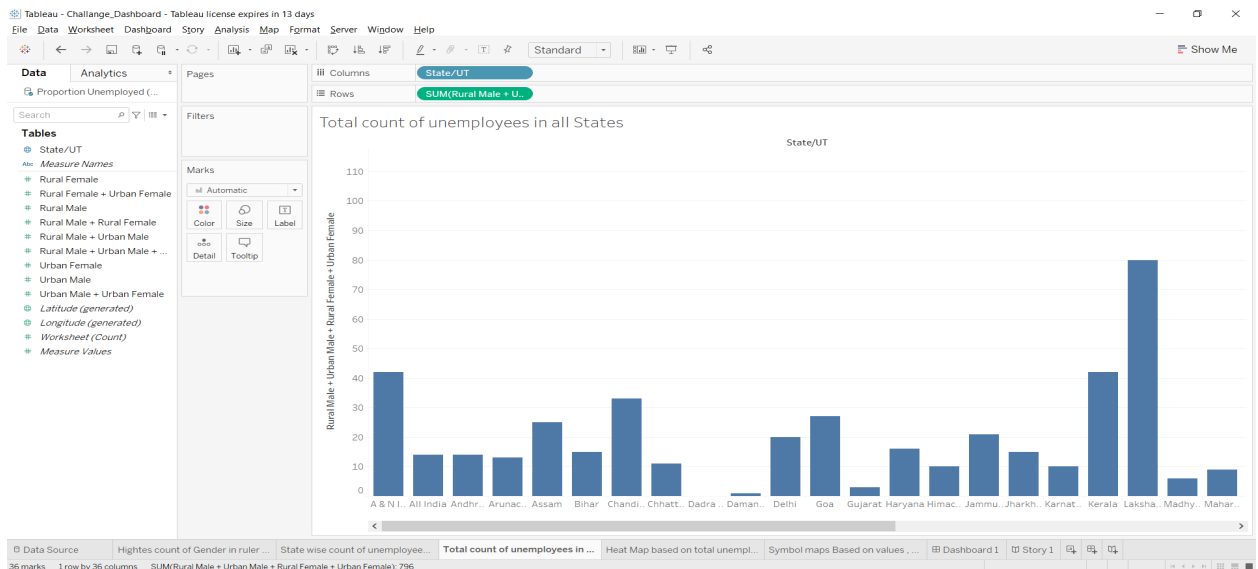 Tableau - Challange_Dashboard - Tableau license expires in 13 days
File Data Worksheet Dashboard Story Analysis Map Format Server Window Help
Standard
Show Me
Data Analytics
Proportion Unemployed (...
Search
Tables
State/UT
Abc Measure Names
# Rural Female
# Rural Female + Urban Female
# Rural Male
# Rural Male + Rural Female
# Rural Male + Urban Male
# Rural Male + Urban Male + ...
# Urban Female
# Urban Male
# Urban Male + Urban Female
Latitude (generated)
Longitude (generated)
# Worksheet (Count)
# Measure Values
Pages
Filters
Marks
Automatic
Color Size Label
Detail Tooltip
Columns State/UT
Rows SUM(Rural Male + U..
Total count of unemployees in all States
State/UT
Rural Male + Urban Male + Rural Female + Urban Female
110
100
90
80
70
60
50
40
30
20
10
0
A & N I.. All India Andhr.. Arunac.. Assam Bihar Chandi.. Chhatt.. Dadra .. Daman.. Delhi Goa Gujarat Haryana Himac.. Jammu.. Jharkh.. Karnat.. Kerala Laksha.. Madhy.. Mahar..
Data Source Hightes count of Gender in ruler ... State wise count of unemployee... Total count of unemployees in ... Heat Map based on total unempl... Symbol maps Based on values , ... Dashboard 1 Story 1
36 marks 1 row by 36 columns SUM(Rural Male + Urban Male + Rural Female + Urban Female): 796